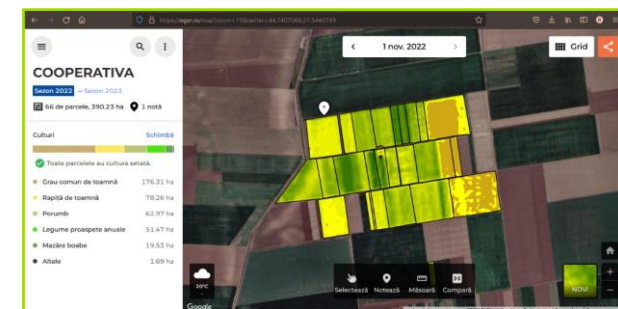 COOPERATIVA
Sezon 2022 – Sezon 2023
66 de parcele, 390.23 ha 1 notă
Culturi Schimbă
Toate parcelele au cultura setată.
Grau comun de toamnă 176.31 ha
Rapiță de toamnă 78.26 ha
Porumb 62.97 ha
Legume proaspete anuale 51.47 ha
Mazăre boabe 19.53 ha
Altele 1.69 ha
1 nov. 2022
Grid
20°C
Selectează Notează Măsoară Compară
NDVI
Google